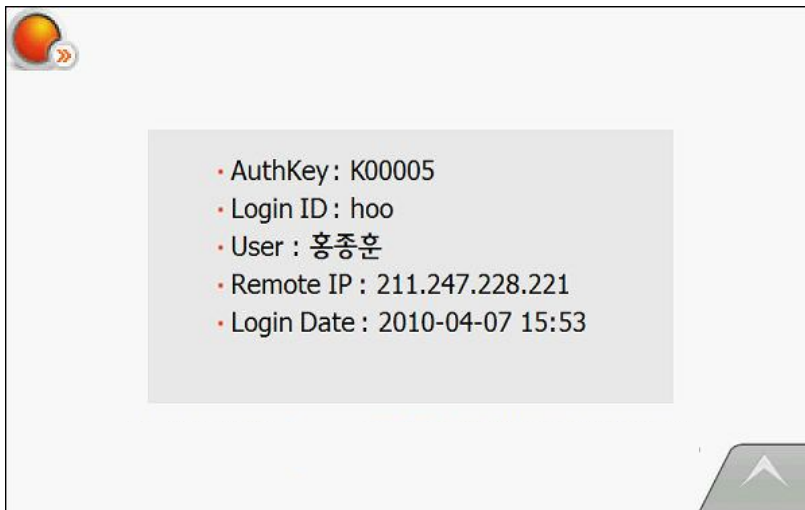 · AuthKey : K00005
· Login ID : hoo
· User : 홍종훈
· Remote IP : 211.247.228.221
· Login Date : 2010-04-07 15:53